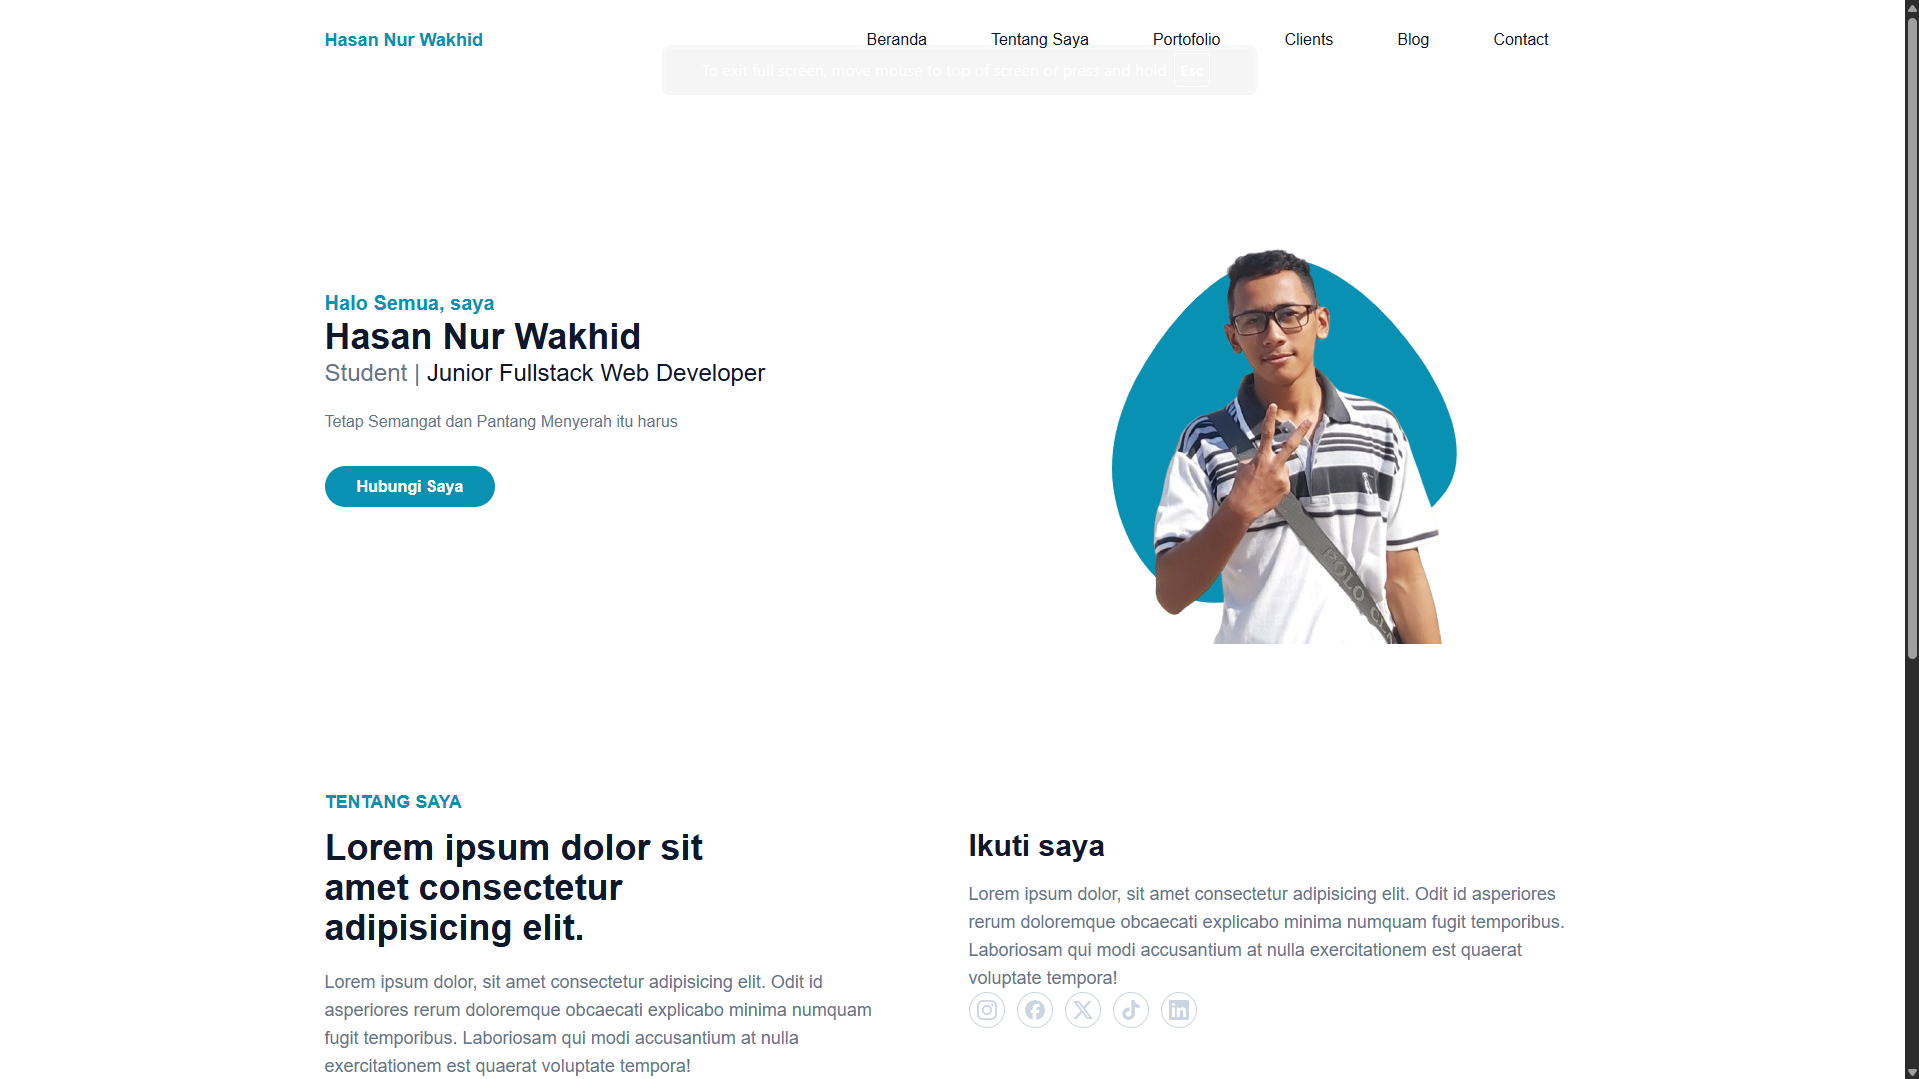 Hasan Nur Wakhid
Beranda
Tentang Saya
Portofolio
Clients
Blog
Contact
To exit full screen, move mouse to top of screen or press and hold Esc
Halo Semua, saya
Hasan Nur Wakhid
Student | Junior Fullstack Web Developer
Tetap Semangat dan Pantang Menyerah itu harus
Hubungi Saya
POLO CLU
TENTANG SAYA
Lorem ipsum dolor sit
amet consectetur
adipisicing elit.
Lorem ipsum dolor, sit amet consectetur adipisicing elit. Odit id
asperiores rerum doloremque obcaecati explicabo minima numquam
fugit temporibus. Laboriosam qui modi accusantium at nulla
exercitationem est quaerat voluptate tempora!
Ikuti saya
Lorem ipsum dolor, sit amet consectetur adipisicing elit. Odit id asperiores
rerum doloremque obcaecati explicabo minima numquam fugit temporibus.
Laboriosam qui modi accusantium at nulla exercitationem est quaerat
voluptate tempora!